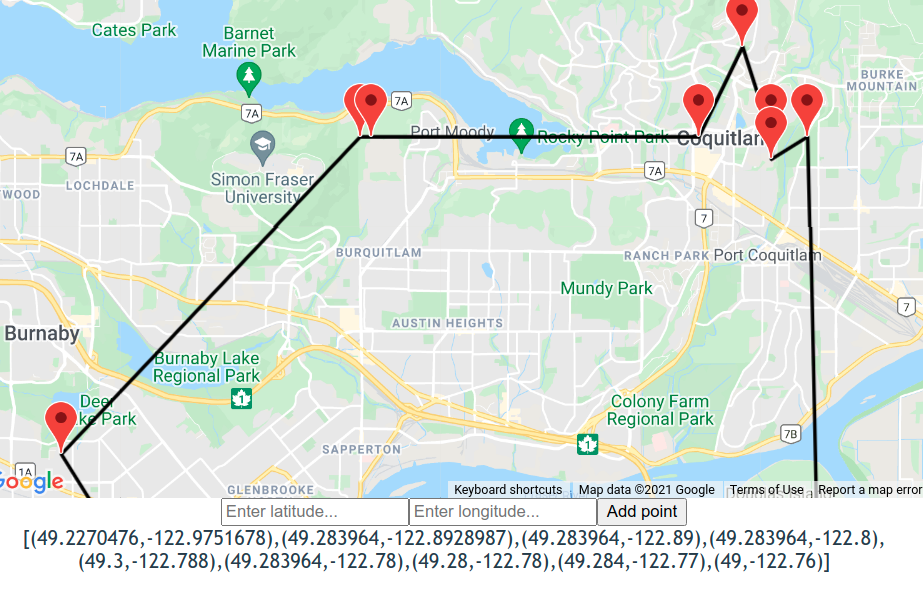 Cates Park
Barnet
Marine Park
BURKE
MOUNTAIN
7A
7A
Port Moody
Rocky Point Park
Coquitlam
7A
Simon Fraser
University
7A
LOCHDALE
WOOD
7
BURQUITLAM
RANCH PARK
Port Coquitlam
Mundy Park
7
AUSTIN HEIGHTS
Burnaby
Burnaby Lake
Regional Park
1
Deer
Lake Park
Colony Farm
Regional Park
7B
1
SAPPERTON
1A
Google
GLENBROOKE
Keyboard shortcuts
Map data ©2021 Google
Terms of Use
Report a map error
Enter latitude...
Enter longitude...
Add point
[(49.2270476,-122.9751678),(49.283964,-122.8928987),(49.283964,-122.89),(49.283964,-122.8),
(49.3,-122.788),(49.283964,-122.78),(49.28,-122.78),(49.284,-122.77),(49,-122.76)]